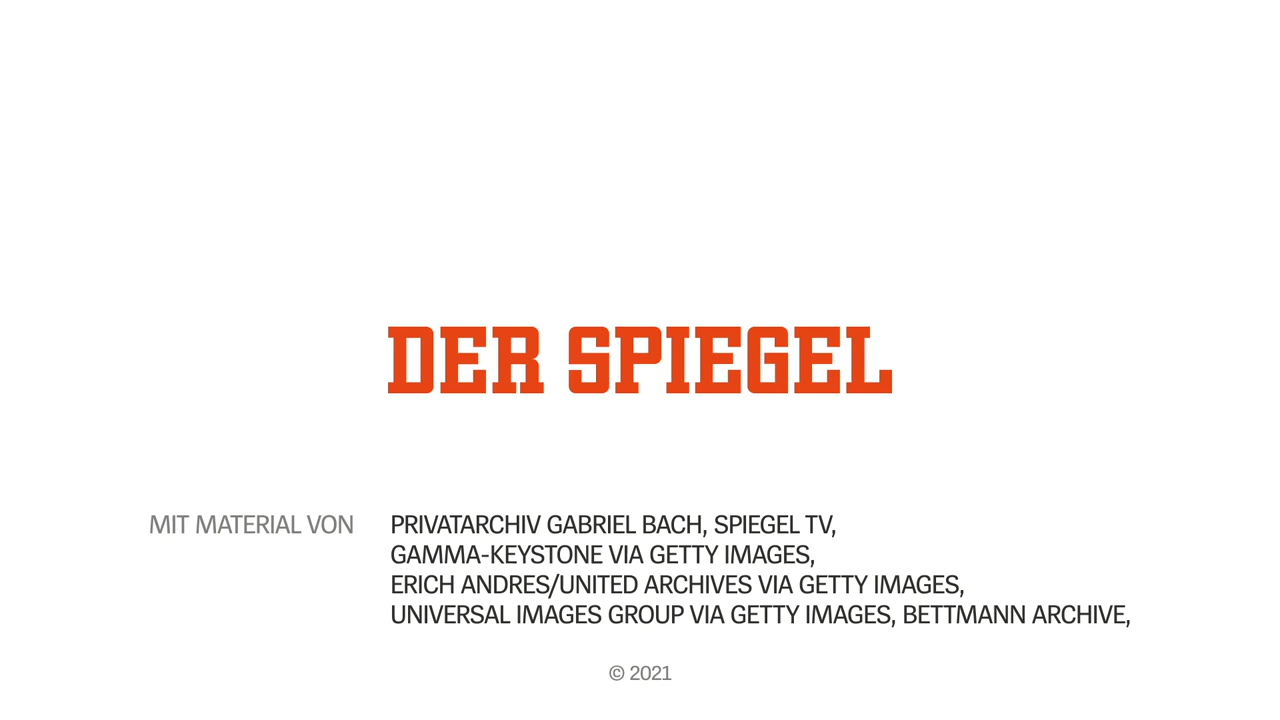 DER SPIEGEL
MIT MATERIAL VON PRIVATARCHIV GABRIEL BACH, SPIEGEL TV,
GAMMA-KEYSTONE VIA GETTY IMAGES,
ERICH ANDRES/UNITED ARCHIVES VIA GETTY IMAGES,
UNIVERSAL IMAGES GROUP VIA GETTY IMAGES, BETTMANN ARCHIVE,
© 2021